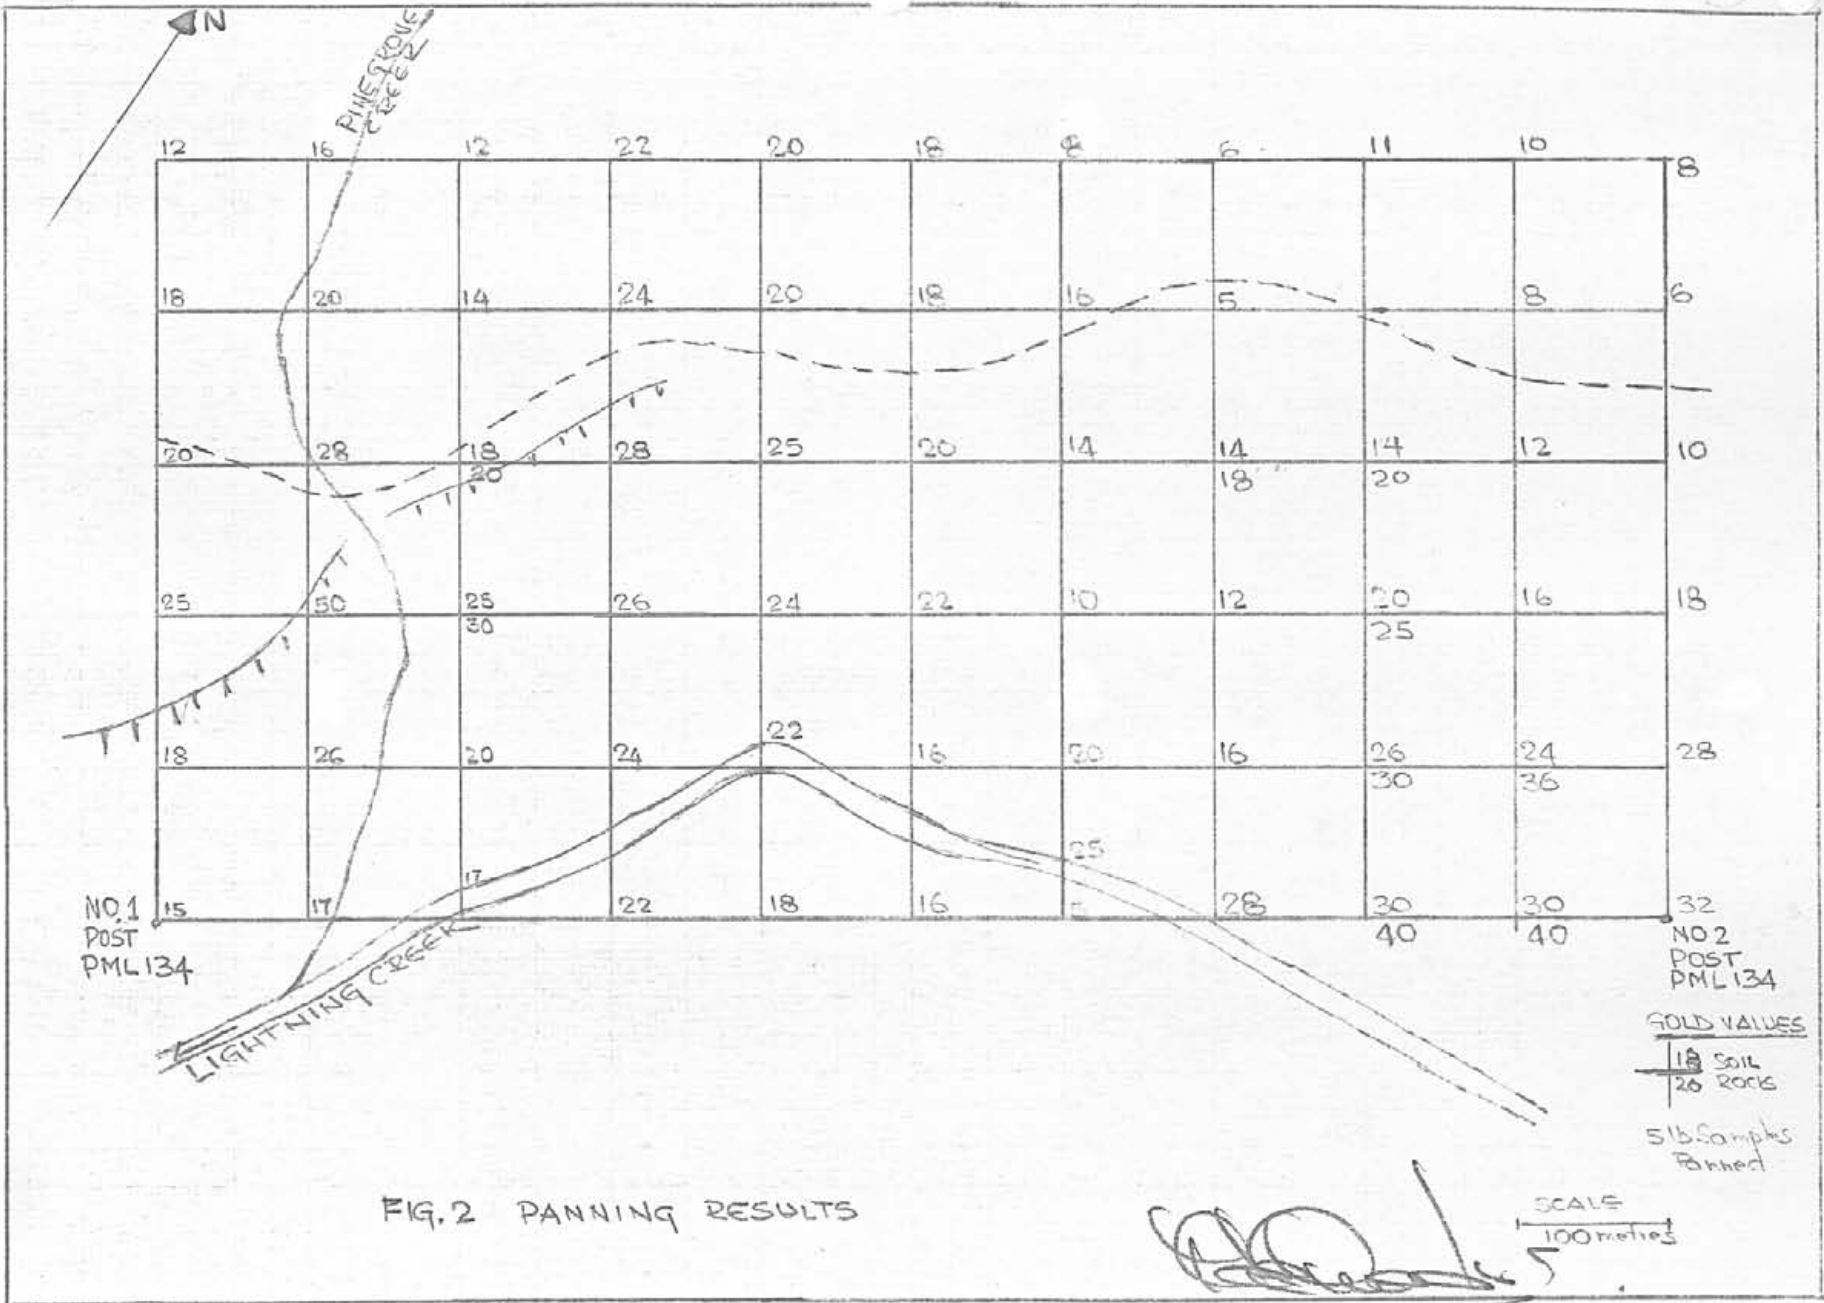 N
PINEGROVE
CREEK
12 16 12 22 20 18 8 6 11 10 8
18 20 14 24 20 18 16 5 8 6
20 28 18 28 25 20 14 14 14 12 10
20 18 20
25 50 25 26 24 22 10 12 20 16 18
30 25
22
18 26 20 24 16 20 16 26 24 28
30 36
25
17
NO.1 15 17 22 18 16 28 30 30 32
POST 40 40 NO 2
PML 134 POST
PML 134
LIGHTNING CREEK
GOLD VALUES
18 SOIL
20 ROCKS
5 lb Samples
Panned
FIG. 2 PANNING RESULTS
SCALE
100 metres